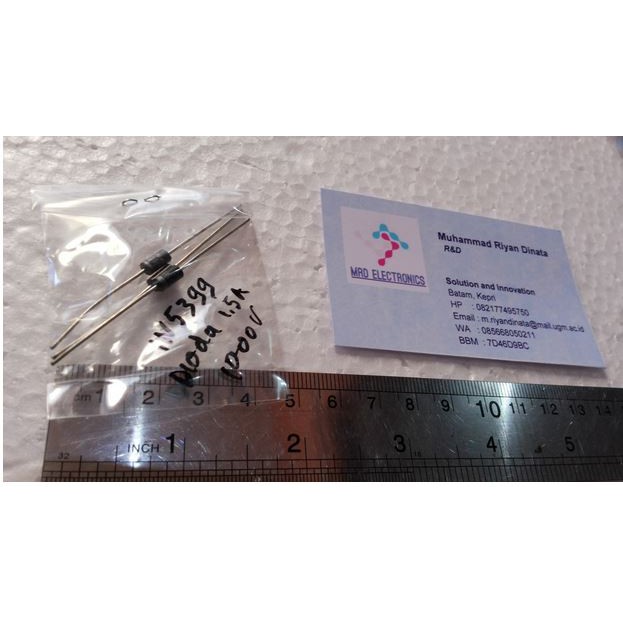 iN5399
Dioda 1.5A
1000V
MRD ELECTRONICS
Muhammad Riyan Dinata
R&D
Solution and Innovation
Batam, Kepri
HP : 082177495750
Email : m.riyandinata@mail.ugm.ac.id
WA : 085668050211
BBM : 7D46D9BC
cm 1 2 3 4 5 6 7 8 9 10 11 12 13 14
32 INCH 1 2 3 4 5